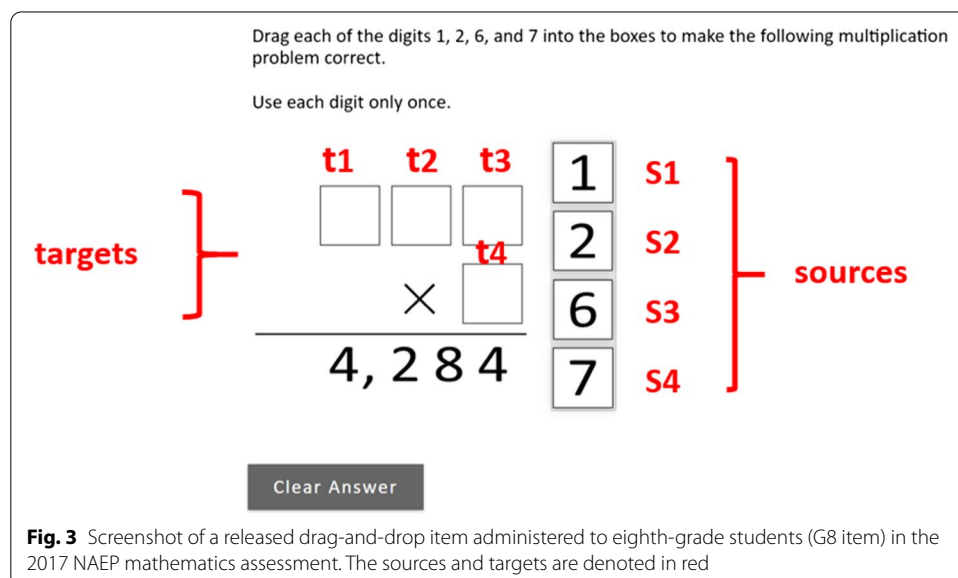 Drag each of the digits 1, 2, 6, and 7 into the boxes to make the following multiplication
problem correct.
Use each digit only once.
t1 t2 t3
1 S1
targets
t4
2 S2
sources
×
6 S3
4,284
7 S4
Clear Answer
Fig. 3 Screenshot of a released drag-and-drop item administered to eighth-grade students (G8 item) in the
2017 NAEP mathematics assessment. The sources and targets are denoted in red